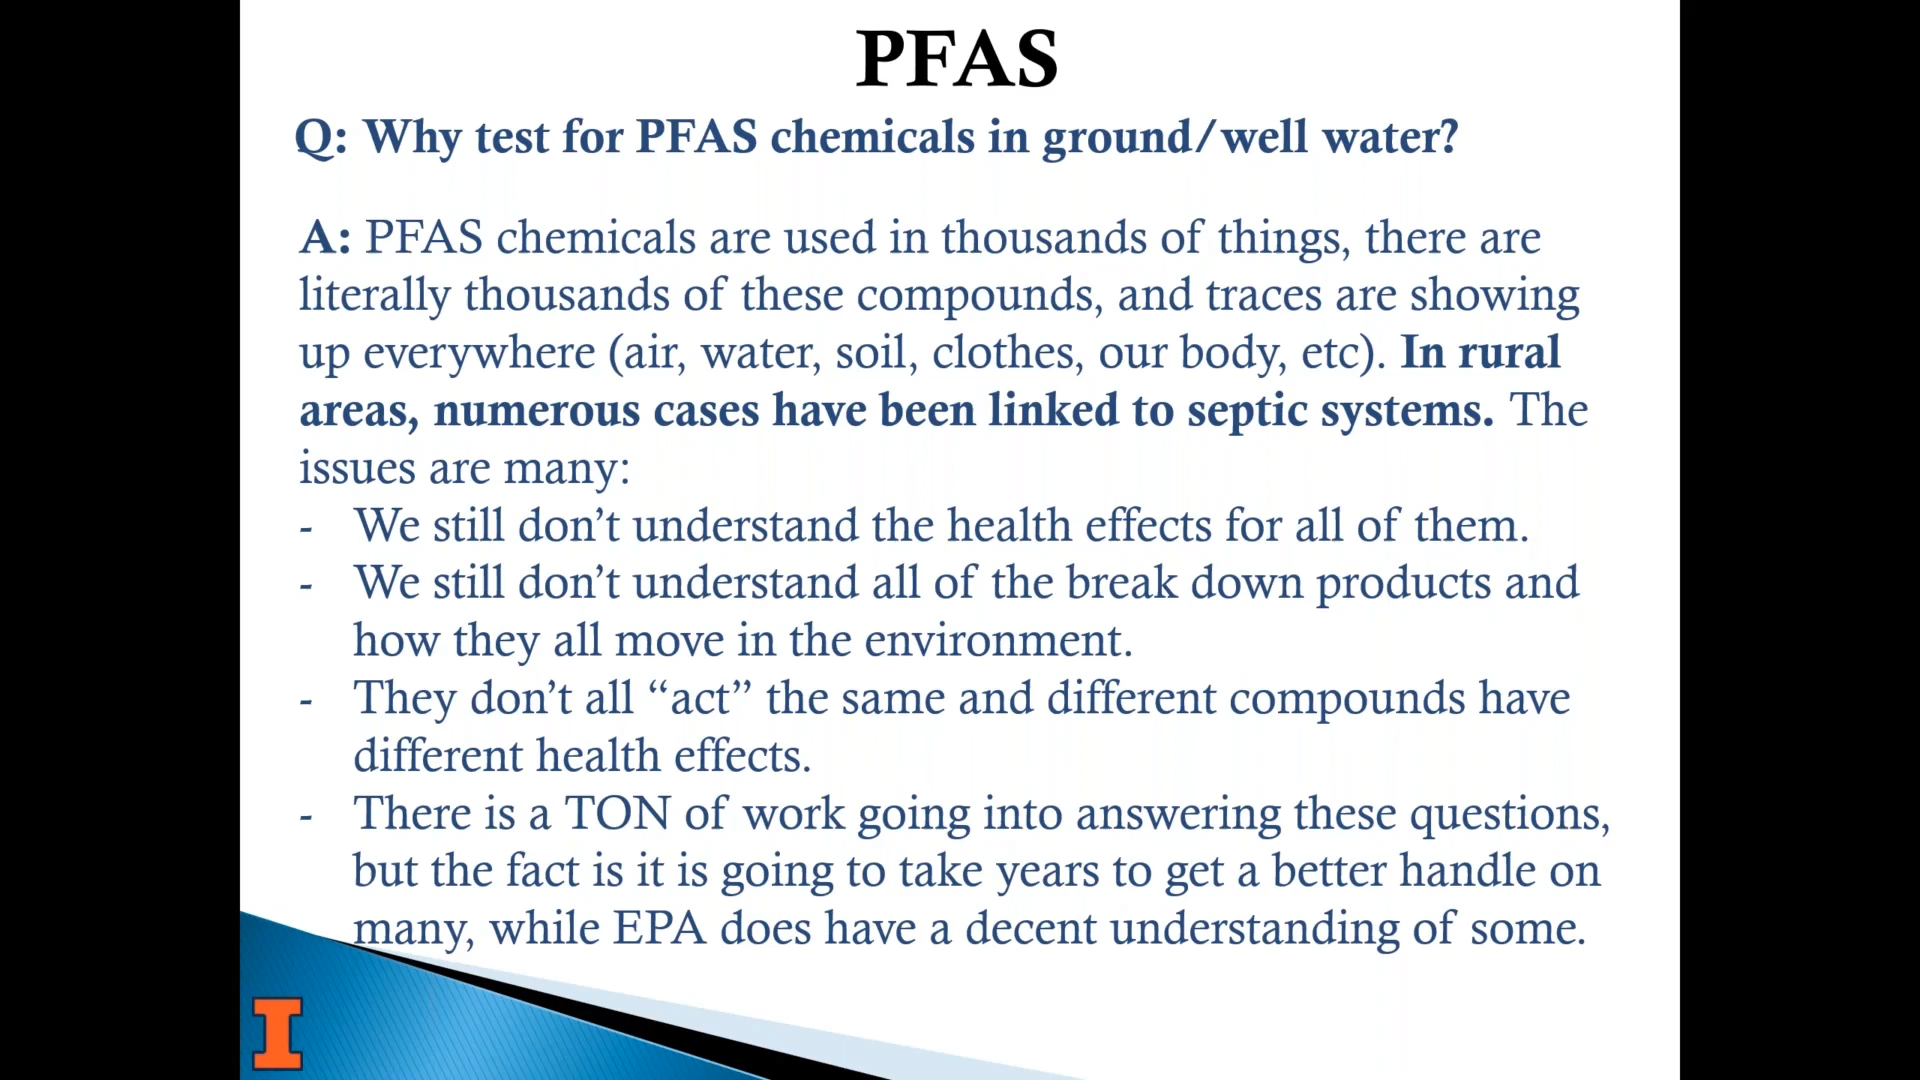 PFAS
Q: Why test for PFAS chemicals in ground/well water?
A: PFAS chemicals are used in thousands of things, there are
literally thousands of these compounds, and traces are showing
up everywhere (air, water, soil, clothes, our body, etc). In rural
areas, numerous cases have been linked to septic systems. The
issues are many:
- We still don’t understand the health effects for all of them.
- We still don’t understand all of the break down products and
how they all move in the environment.
- They don’t all “act” the same and different compounds have
different health effects.
- There is a TON of work going into answering these questions,
but the fact is it is going to take years to get a better handle on
many, while EPA does have a decent understanding of some.
I